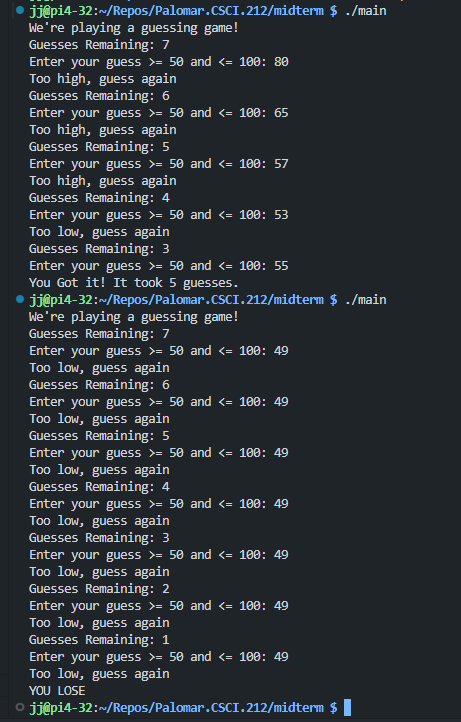 jj@pi4-32:~/Repos/Palomar.CSCI.212/midterm $ ./main
We're playing a guessing game!
Guesses Remaining: 7
Enter your guess >= 50 and <= 100: 80
Too high, guess again
Guesses Remaining: 6
Enter your guess >= 50 and <= 100: 65
Too high, guess again
Guesses Remaining: 5
Enter your guess >= 50 and <= 100: 57
Too high, guess again
Guesses Remaining: 4
Enter your guess >= 50 and <= 100: 53
Too low, guess again
Guesses Remaining: 3
Enter your guess >= 50 and <= 100: 55
You Got it! It took 5 guesses.
jj@pi4-32:~/Repos/Palomar.CSCI.212/midterm $ ./main
We're playing a guessing game!
Guesses Remaining: 7
Enter your guess >= 50 and <= 100: 49
Too low, guess again
Guesses Remaining: 6
Enter your guess >= 50 and <= 100: 49
Too low, guess again
Guesses Remaining: 5
Enter your guess >= 50 and <= 100: 49
Too low, guess again
Guesses Remaining: 4
Enter your guess >= 50 and <= 100: 49
Too low, guess again
Guesses Remaining: 3
Enter your guess >= 50 and <= 100: 49
Too low, guess again
Guesses Remaining: 2
Enter your guess >= 50 and <= 100: 49
Too low, guess again
Guesses Remaining: 1
Enter your guess >= 50 and <= 100: 49
Too low, guess again
YOU LOSE
jj@pi4-32:~/Repos/Palomar.CSCI.212/midterm $